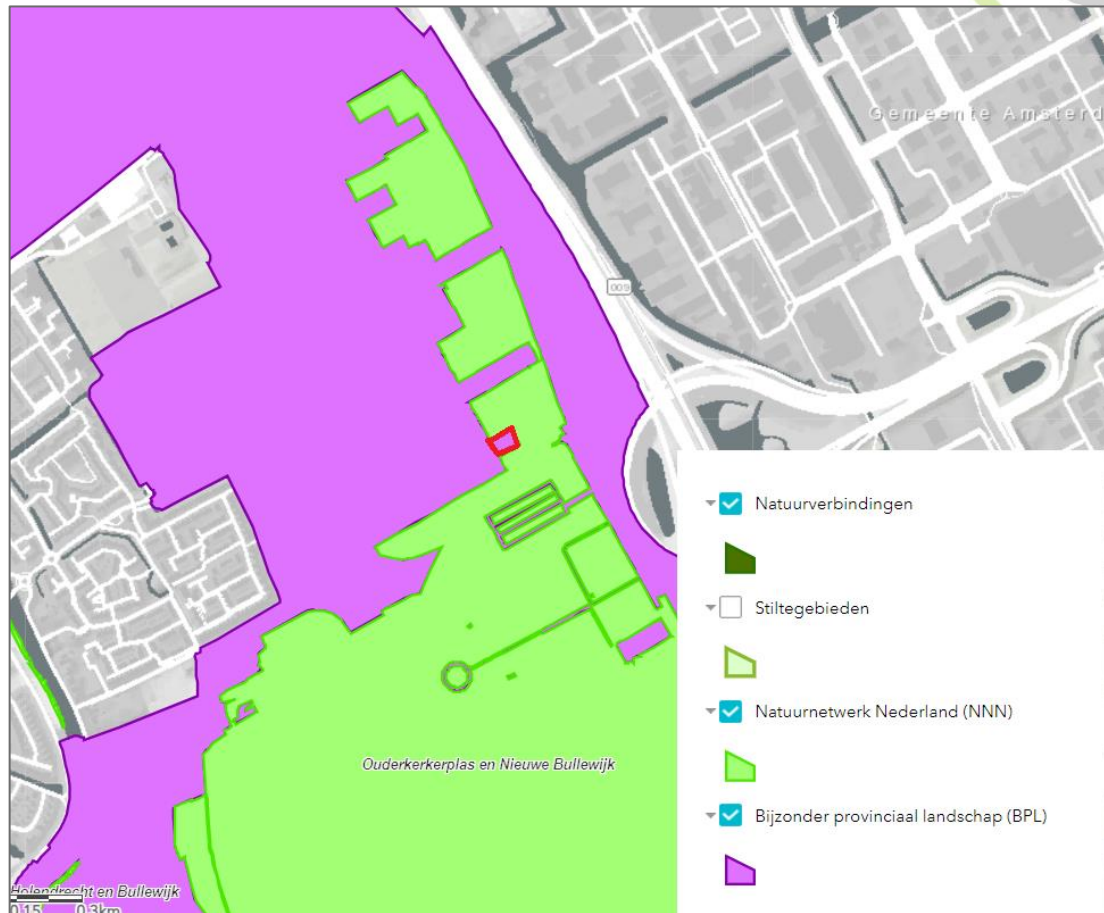 Gemeente Amsterd
009
Natuurverbindingen
Stiltegebieden
Natuurnetwerk Nederland (NNN)
Ouderkerkerplas en Nieuwe Bullewijk
Bijzonder provinciaal landschap (BPL)
Holendrecht en Bullewijk
0.15 0.3km